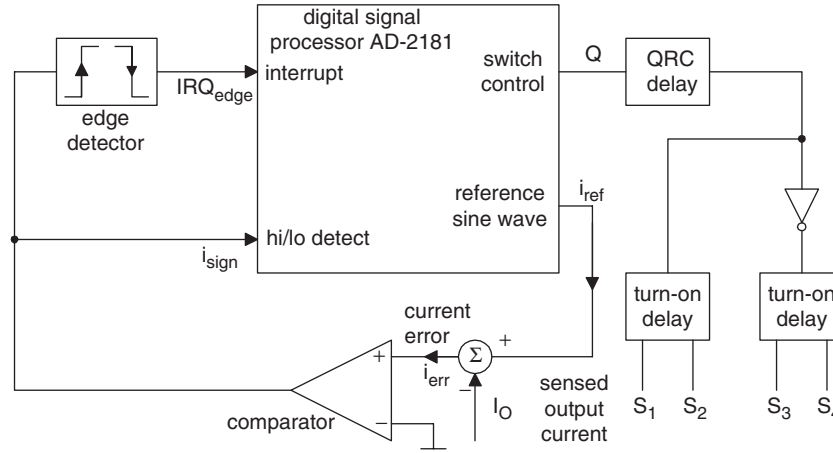 digital signal
processor AD-2181
interrupt
switch
control
Q
QRC
delay
IRQedge
edge
detector
reference
sine wave
iref
hi/lo detect
isign
turn-on
delay
turn-on
delay
current
error
+
Σ
+
ierr
−
IO
sensed
output
current
comparator
−
S1
S2
S3